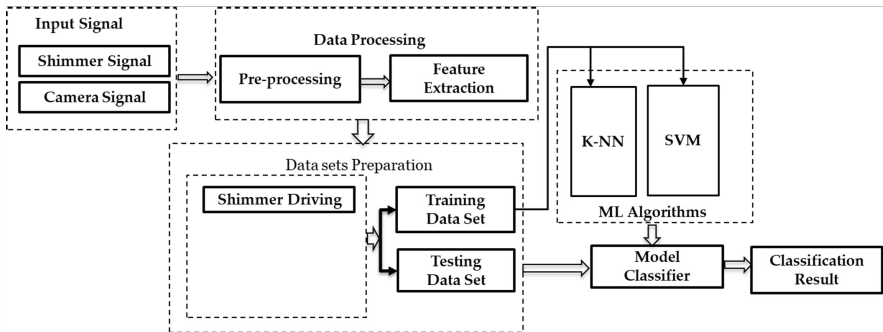 Input Signal
Shimmer Signal
Camera Signal
Data Processing
Pre-processing
Feature
Extraction
Data sets Preparation
Shimmer Driving
Training
Data Set
Testing
Data Set
K-NN
SVM
ML Algorithms
Model
Classifier
Classification
Result